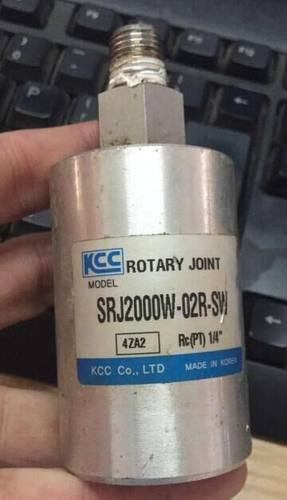 KCC ROTARY JOINT
MODEL
SRJ2000W-02R-SW
4ZA2 Rc(PT) 1/4"
KCC Co., LTD MADE IN KOREA